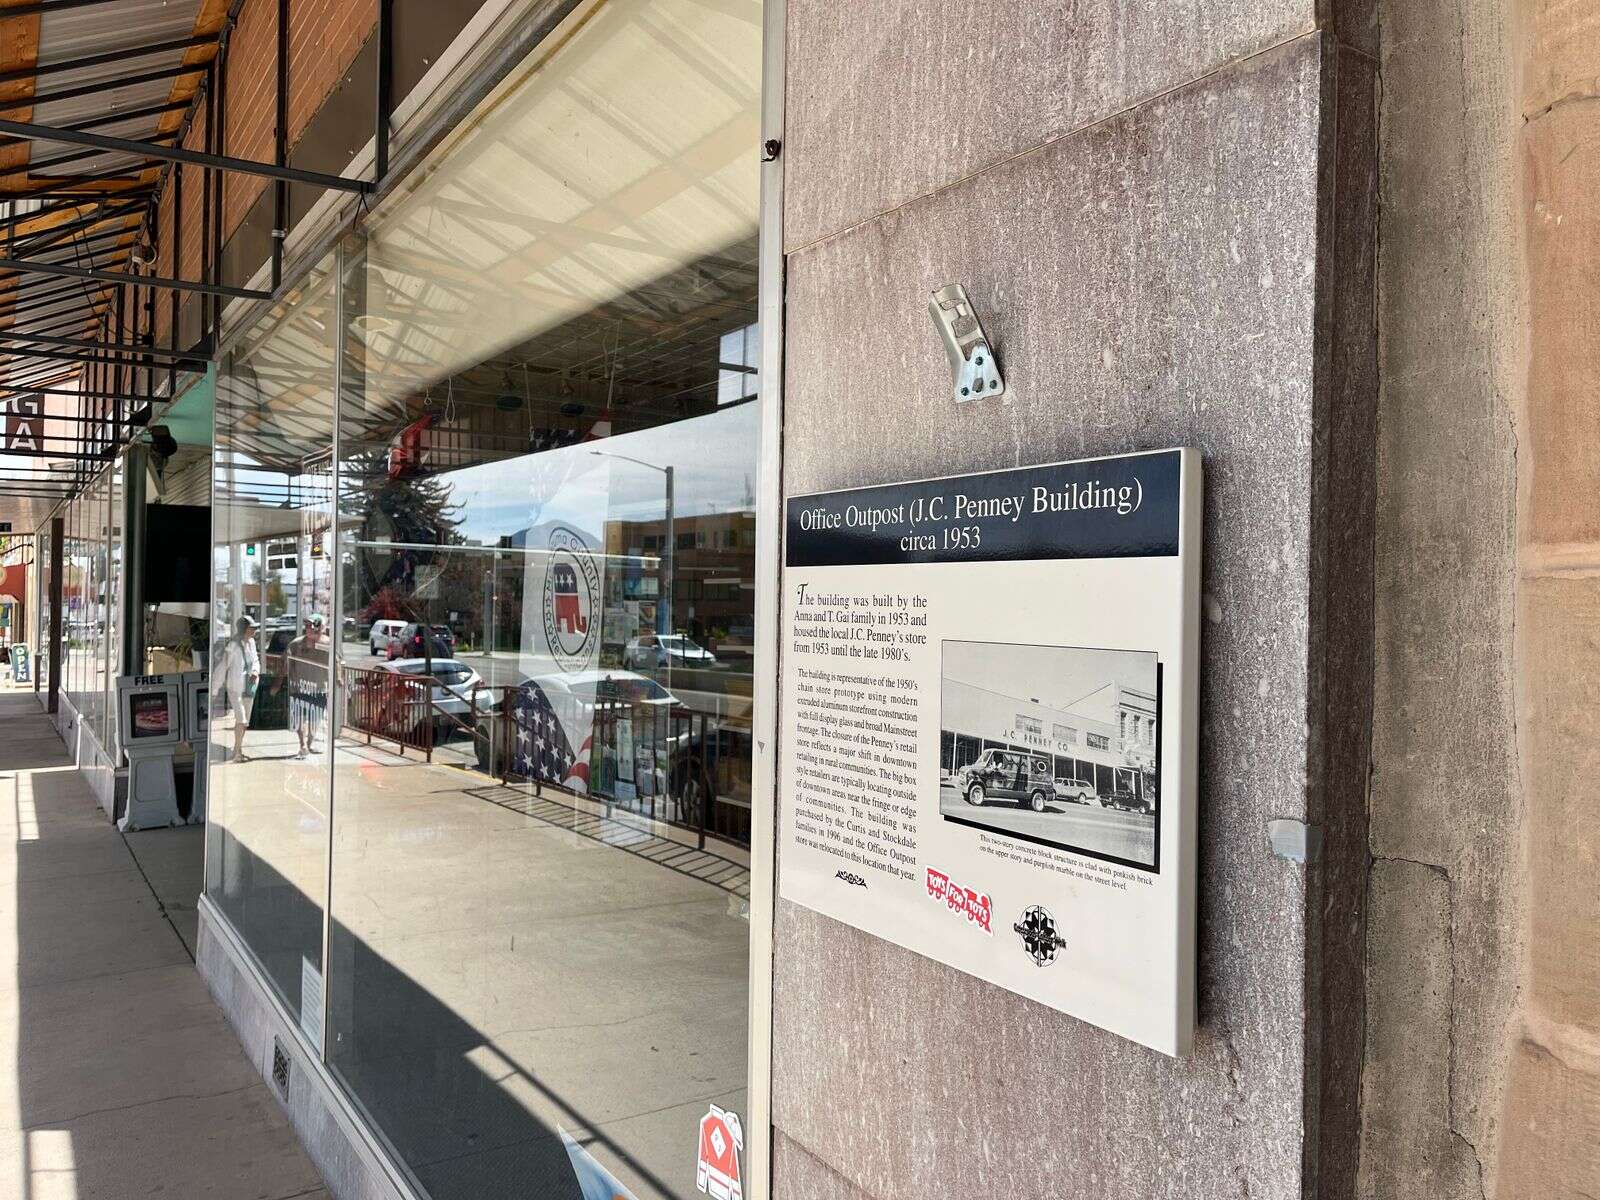 Office Outpost (J.C. Penney Building)
circa 1953
The building was built by the
Anna and T. Gai family in 1953 and
housed the local J.C. Penney's store
from 1953 until the late 1980's.
The building is representative of the 1950's
chain store prototype using modern
extruded aluminum storefront construction
with full display glass and broad Mainstreet
frontage. The closure of the Penney's retail
store reflects a major shift in downtown
retailing in rural communities. The big box
style retailers are typically locating outside
of downtown areas near the fringe or edge
of communities. The building was
purchased by the Curtis and Stockdale
families in 1996 and the Office Outpost
store was relocated to this location that year.
J.C. PENNEY CO
This two-story concrete block structure is clad with pinkish brick
on the upper story and purplish marble on the street level.
TOYS FOR TOTS
FREE
OPEN
GA